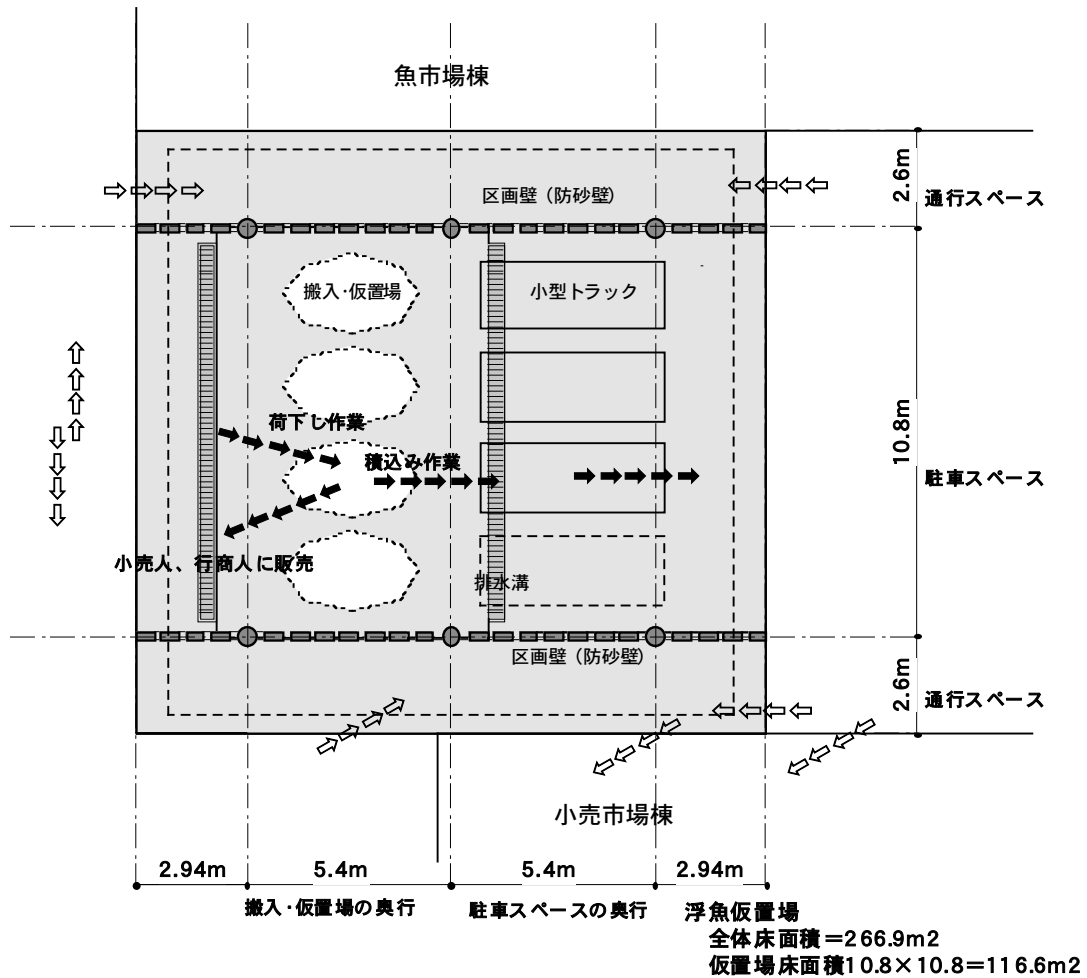 魚市場棟
2.6m
通行スペース
区画壁（防砂壁）
搬入･仮置場
小型トラック
荷下し作業
積込み作業
10.8m
駐車スペース
小売人、行商人に販売
排水溝
区画壁（防砂壁）
2.6m
通行スペース
小売市場棟
2.94m
5.4m
5.4m
2.94m
搬入･仮置場の奥行
駐車スペースの奥行
浮魚仮置場
全体床面積＝266.9m2
仮置場床面積10.8×10.8＝116.6m2